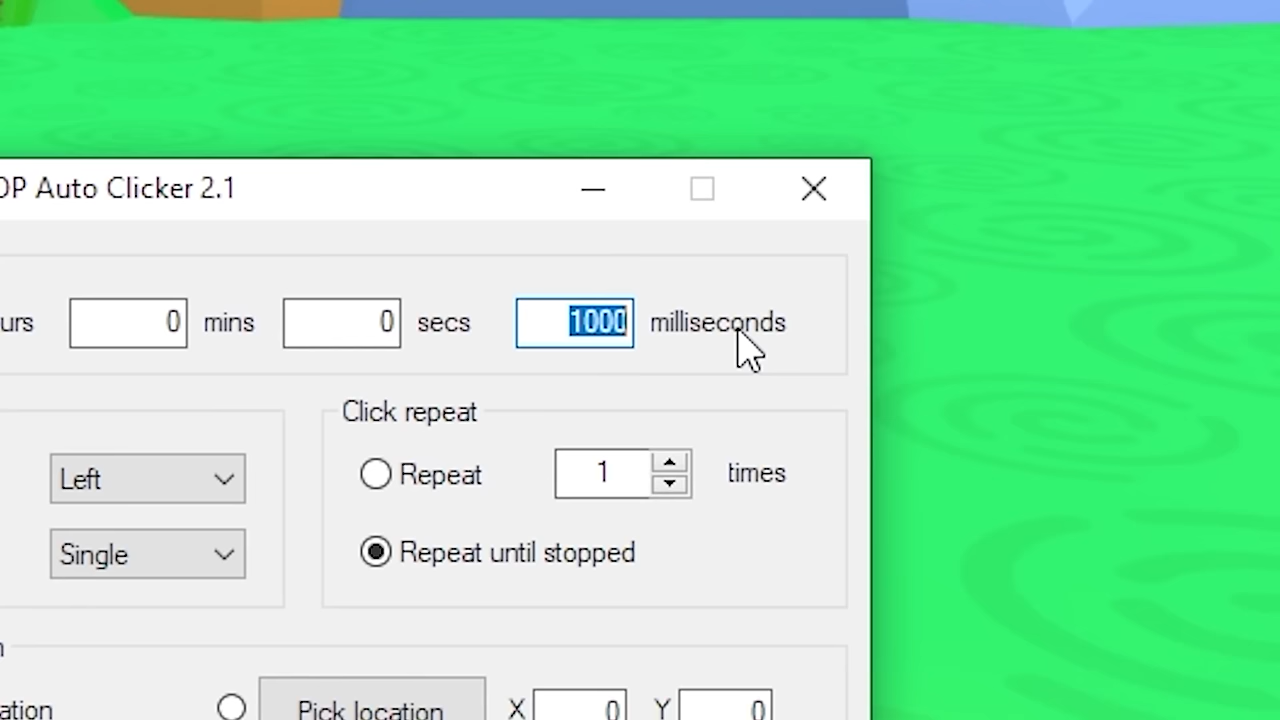 OP Auto Clicker 2.1
urs 0 mins 0 secs 1000 milliseconds
Click repeat
Left
Repeat 1 times
Single
Repeat until stopped
ation
Pick location X 0 Y 0